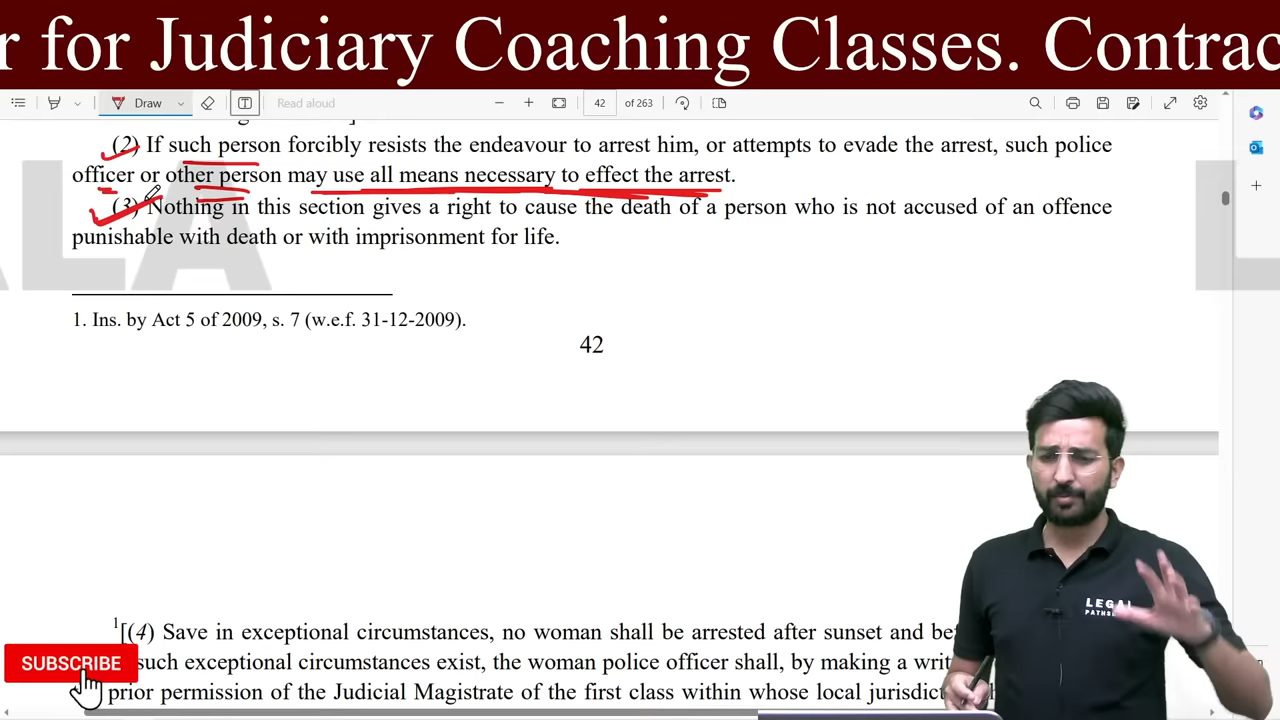 r for Judiciary Coaching Classes. Contrac
Draw
Read aloud
42 of 263
(2) If such person forcibly resists the endeavour to arrest him, or attempts to evade the arrest, such police
officer or other person may use all means necessary to effect the arrest.
(3) Nothing in this section gives a right to cause the death of a person who is not accused of an offence
punishable with death or with imprisonment for life.
ALA
L
1. Ins. by Act 5 of 2009, s. 7 (w.e.f. 31-12-2009).
42
1[(4) Save in exceptional circumstances, no woman shall be arrested after sunset and be
such exceptional circumstances exist, the woman police officer shall, by making a writ
prior permission of the Judicial Magistrate of the first class within whose local jurisdict
SUBSCRIBE
LEGAL